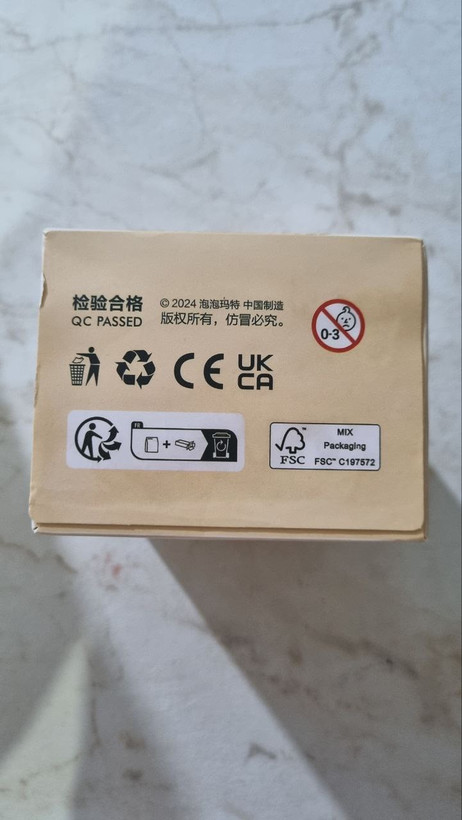 检验合格
QC PASSED
© 2024 泡泡玛特 中国制造
版权所有，仿冒必究。
0-3
CE
UK
CA
FR
+
FSC™
MIX
Packaging
FSC™ C197572